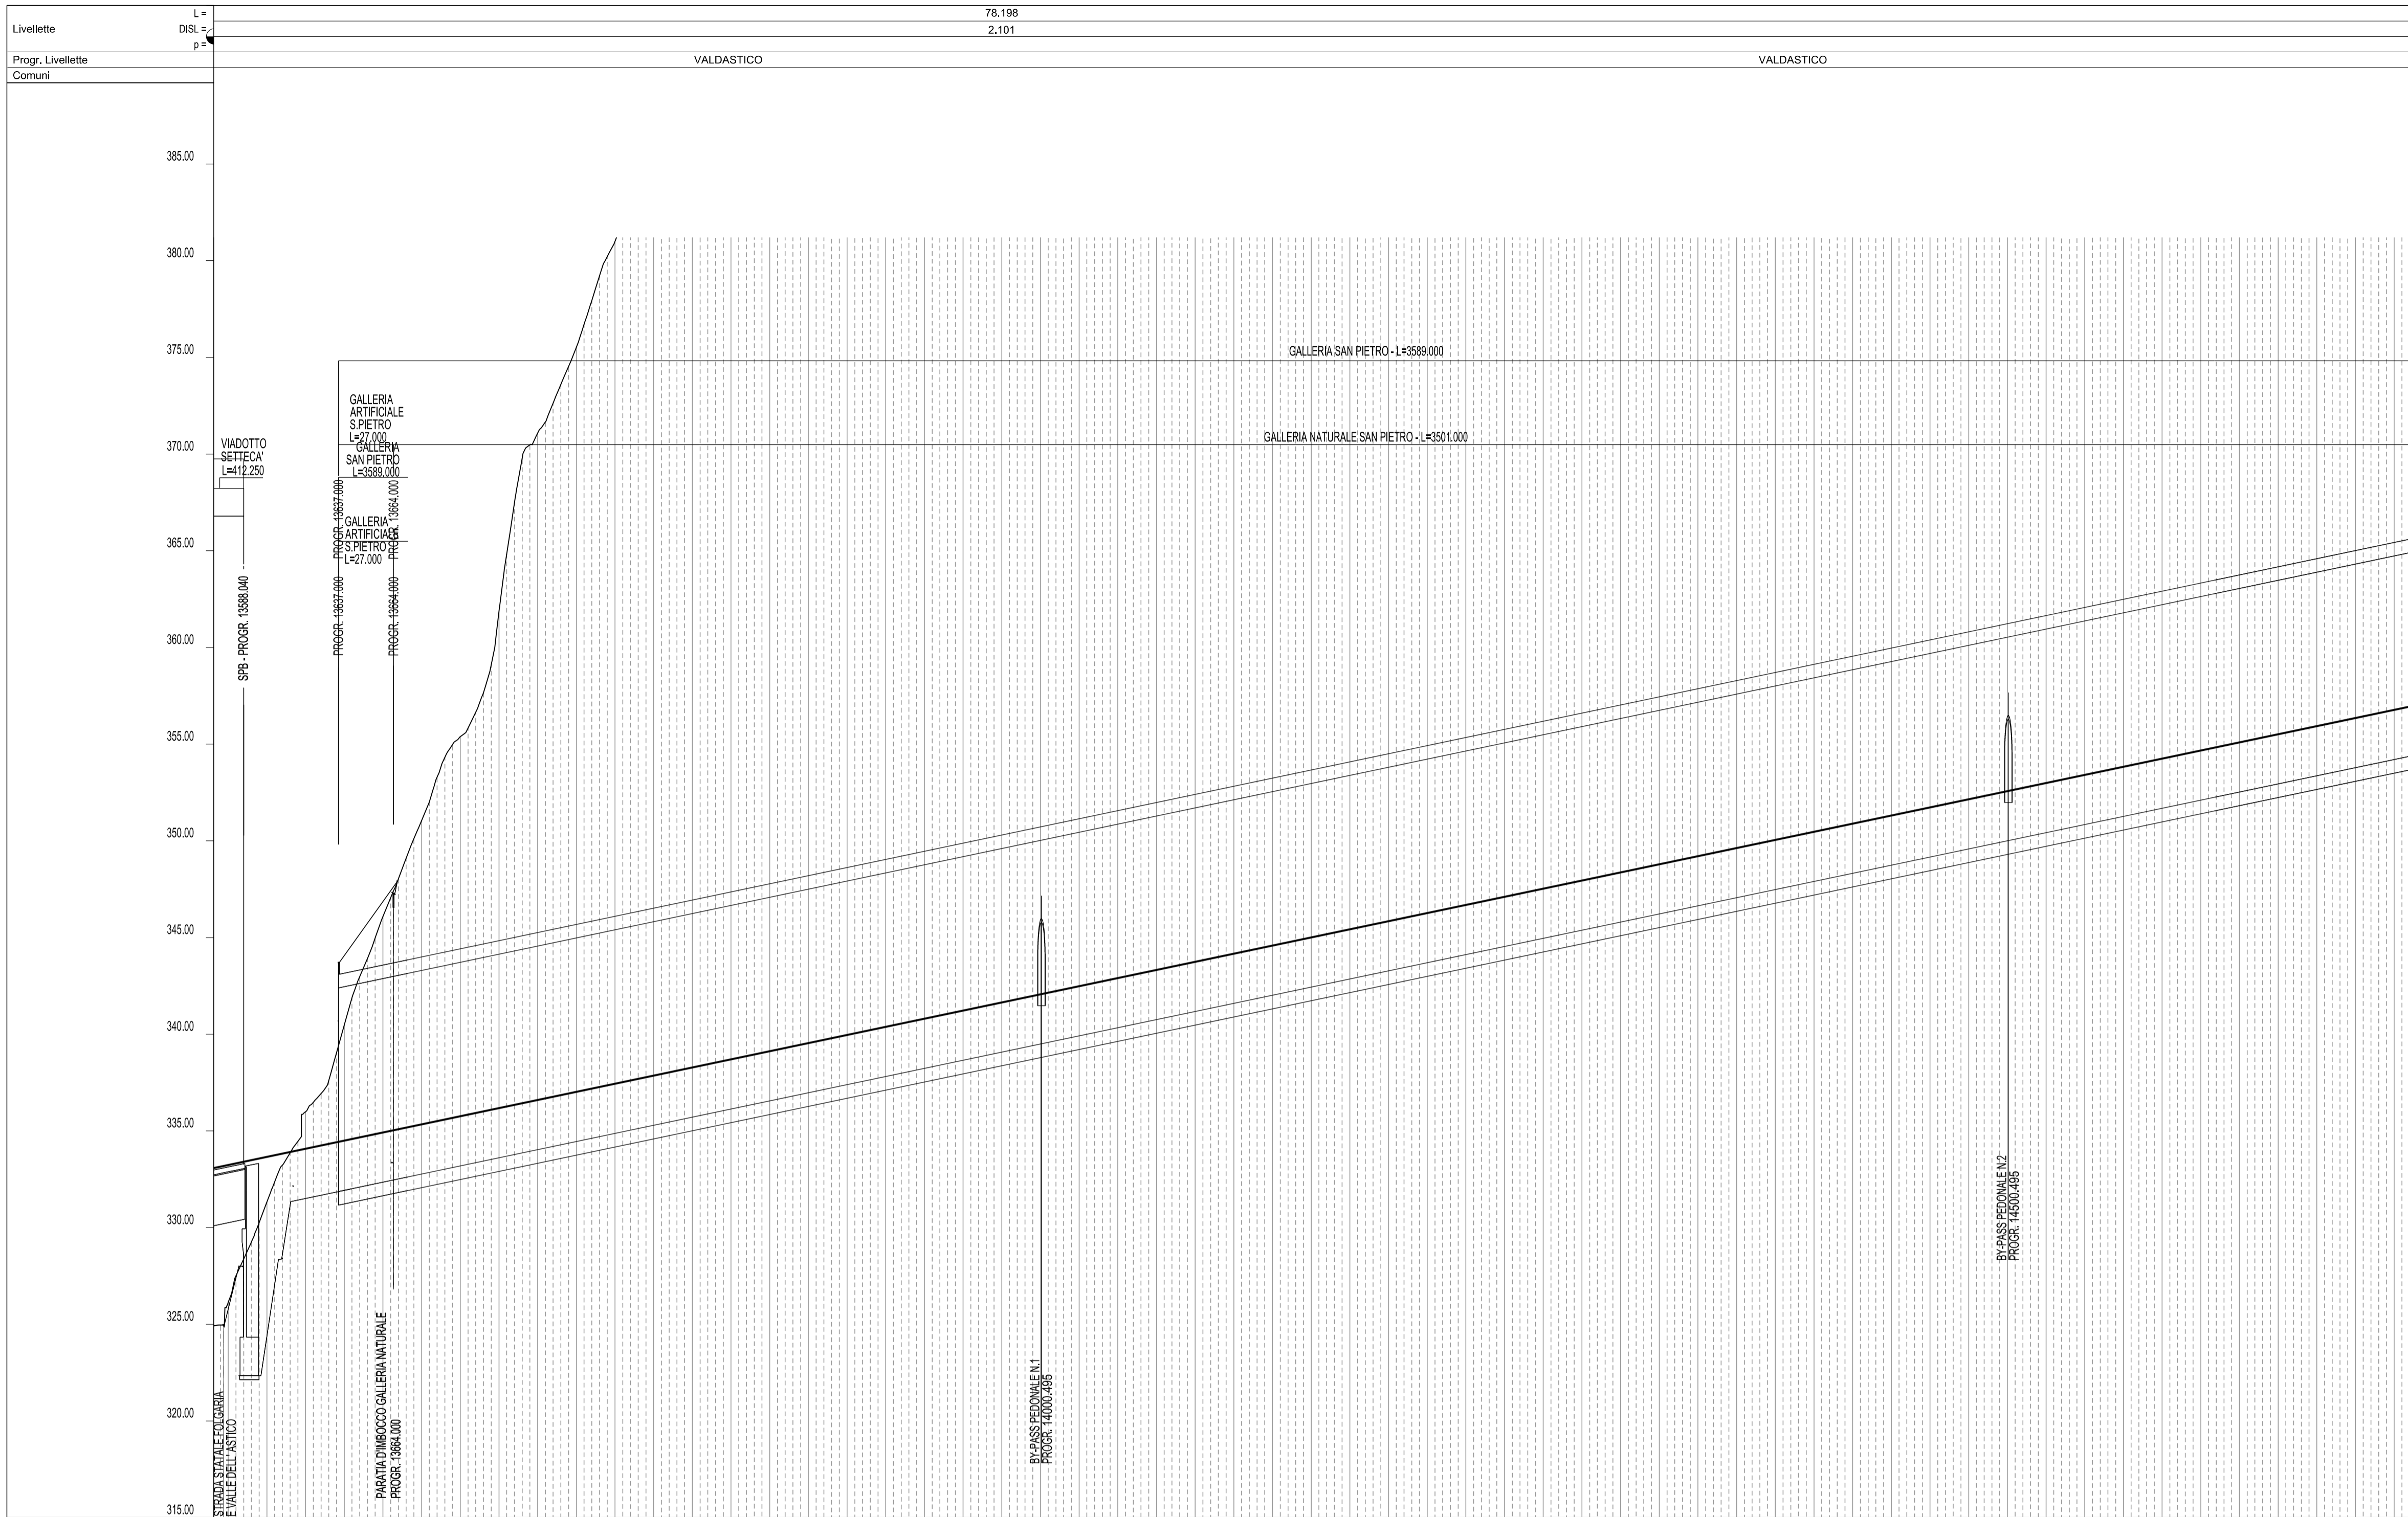 L =
78.198
Livellette
DISL =
2.101
p =
Progr. Livellette
VALDASTICO
VALDASTICO
Comuni
385.00
380.00
375.00
370.00
365.00
360.00
355.00
350.00
345.00
340.00
335.00
330.00
325.00
320.00
315.00
GALLERIA SAN PIETRO - L=3589.000
GALLERIA NATURALE SAN PIETRO - L=3501.000
GALLERIA
ARTIFICIALE
S.PIETRO
L=27.000
GALLERIA
SAN PIETRO
L=3589.000
VIADOTTO
SETTECA'
L=412.250
PROGR. 13637.000
PROGR. 13664.000
GALLERIA
ARTIFICIALE
S.PIETRO
L=27.000
SPB - PROGR. 13588.040
PROGR. 13637.000
PROGR. 13664.000
STRADA STATALE FOLGARIA
E VALLE DELL' ASTICO
PARATIA D'IMBOCCO GALLERIA NATURALE
PROGR. 13664.000
BY-PASS PEDONALE N.1
PROGR. 14000.495
BY-PASS PEDONALE N.2
PROGR. 14500.495